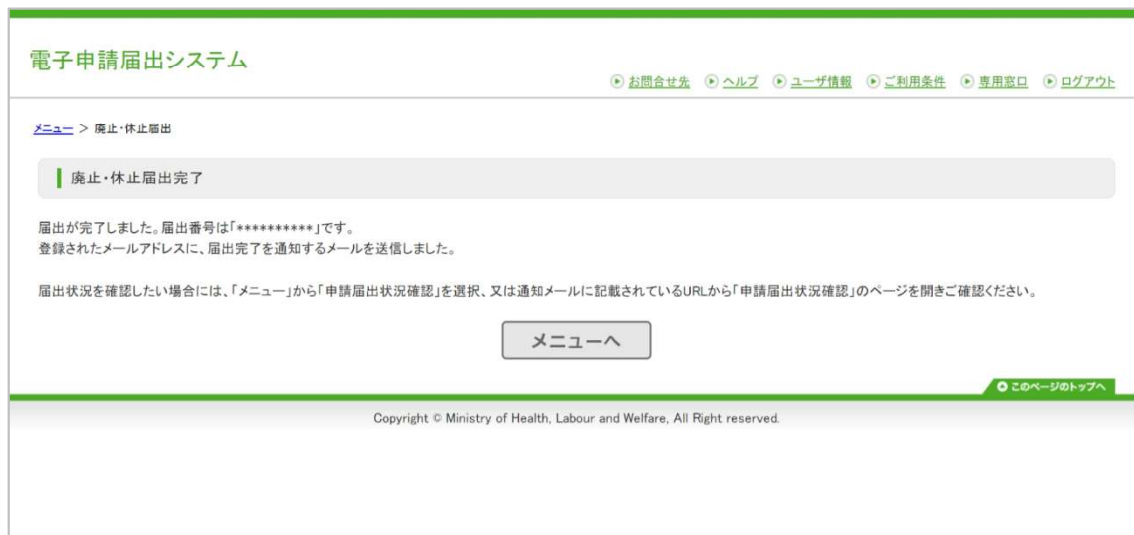 電子申請届出システム
お問合せ先 ヘルプ ユーザ情報 ご利用条件 専用窓口 ログアウト
メニュー > 廃止・休止届出
廃止・休止届出完了
届出が完了しました。届出番号は「**********」です。
登録されたメールアドレスに、届出完了を通知するメールを送信しました。
届出状況を確認したい場合には、「メニュー」から「申請届出状況確認」を選択、又は通知メールに記載されているURLから「申請届出状況確認」のページを開きご確認ください。
メニューへ
このページのトップへ
Copyright © Ministry of Health, Labour and Welfare, All Right reserved.